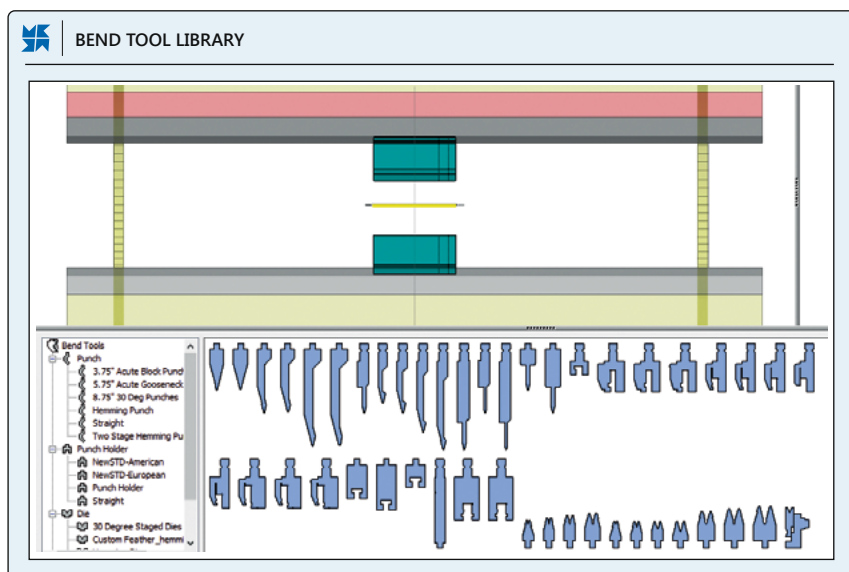 BEND TOOL LIBRARY
Bend Tools
Punch
3.75" Acute Block Punch
5.75" Acute Gooseneck
8.75" 30 Deg Punches
Hemming Punch
Straight
Two Stage Hemming Pu
Punch Holder
NewSTD-American
NewSTD-European
Punch Holder
Straight
Die
30 Degree Staged Dies
Custom Feather_hemmi